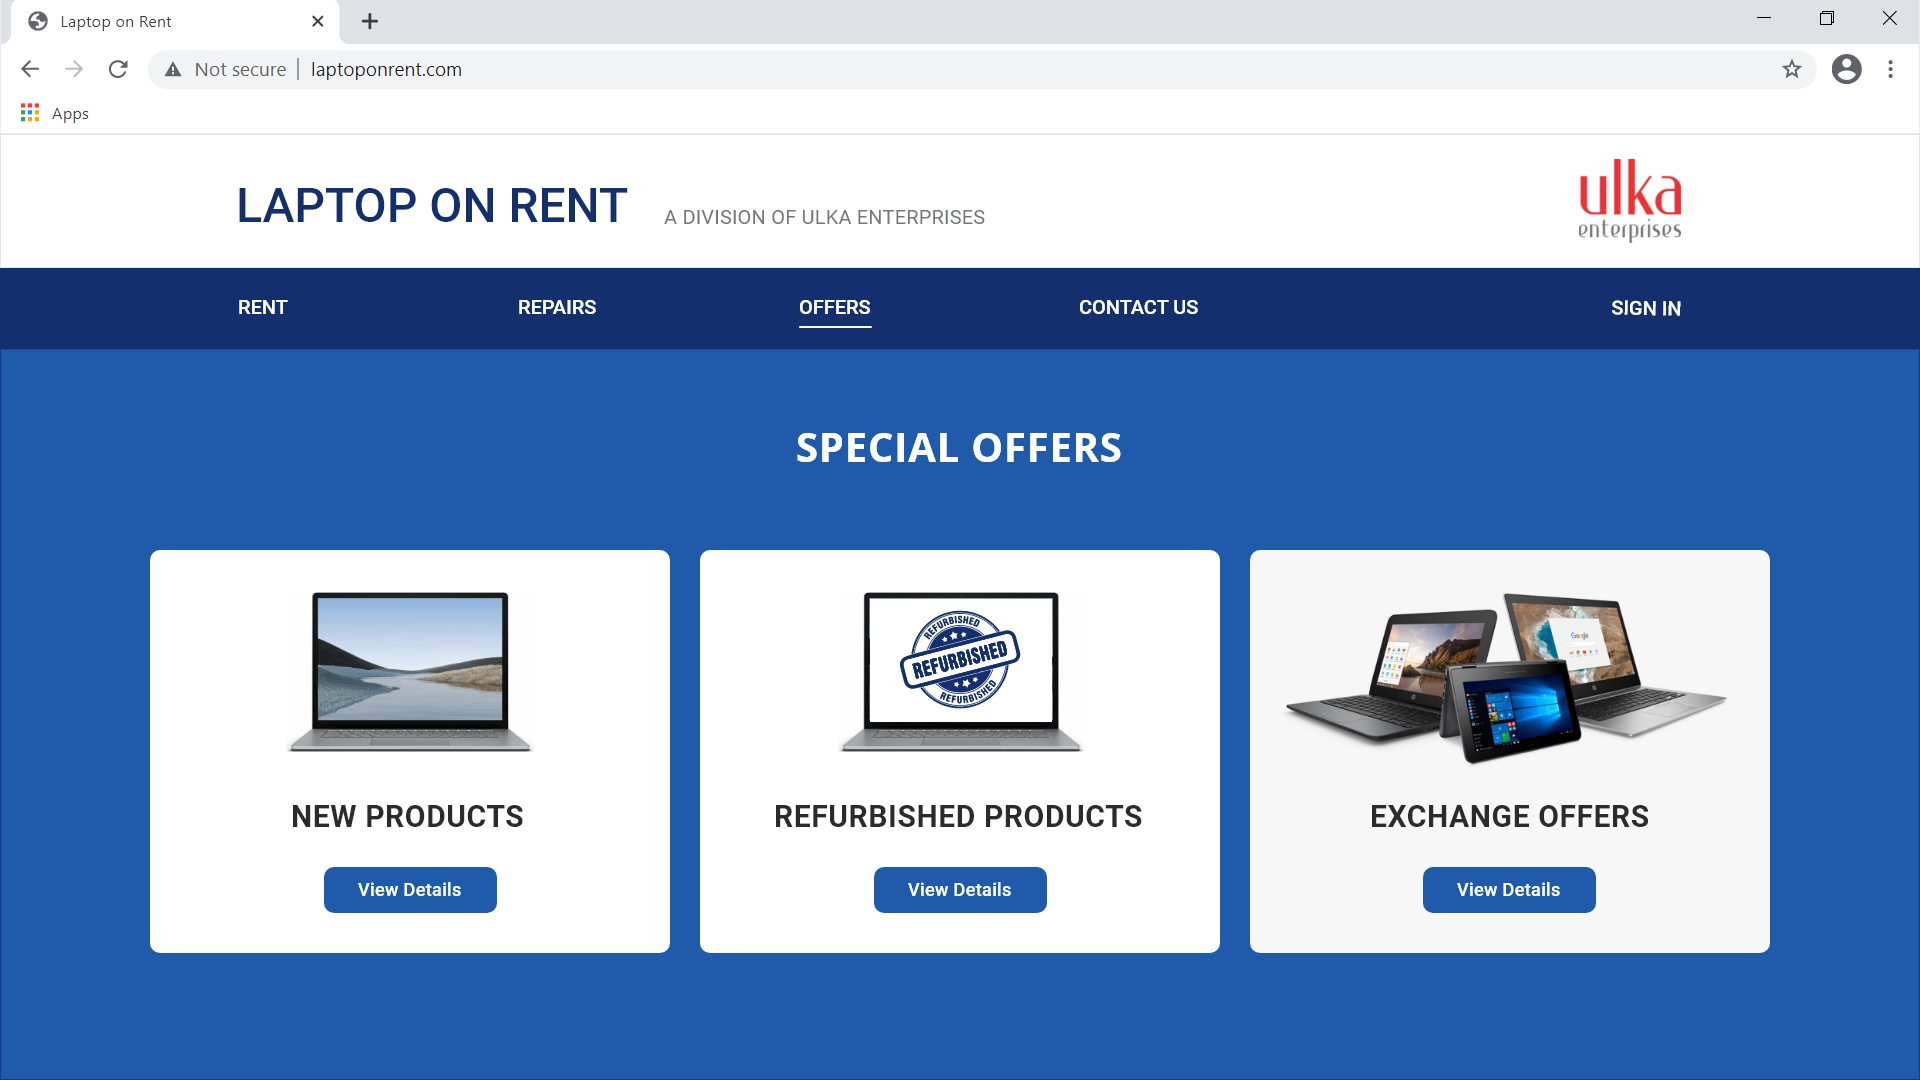 Laptop on Rent
Not secure
laptoponrent.com
Apps
LAPTOP ON RENT
A DIVISION OF ULKA ENTERPRISES
ulka
enterprises
RENT
REPAIRS
OFFERS
CONTACT US
SIGN IN
SPECIAL OFFERS
REFURBISHED
REFURBISHED
REFURBISHED
Google
NEW PRODUCTS
REFURBISHED PRODUCTS
EXCHANGE OFFERS
View Details
View Details
View Details